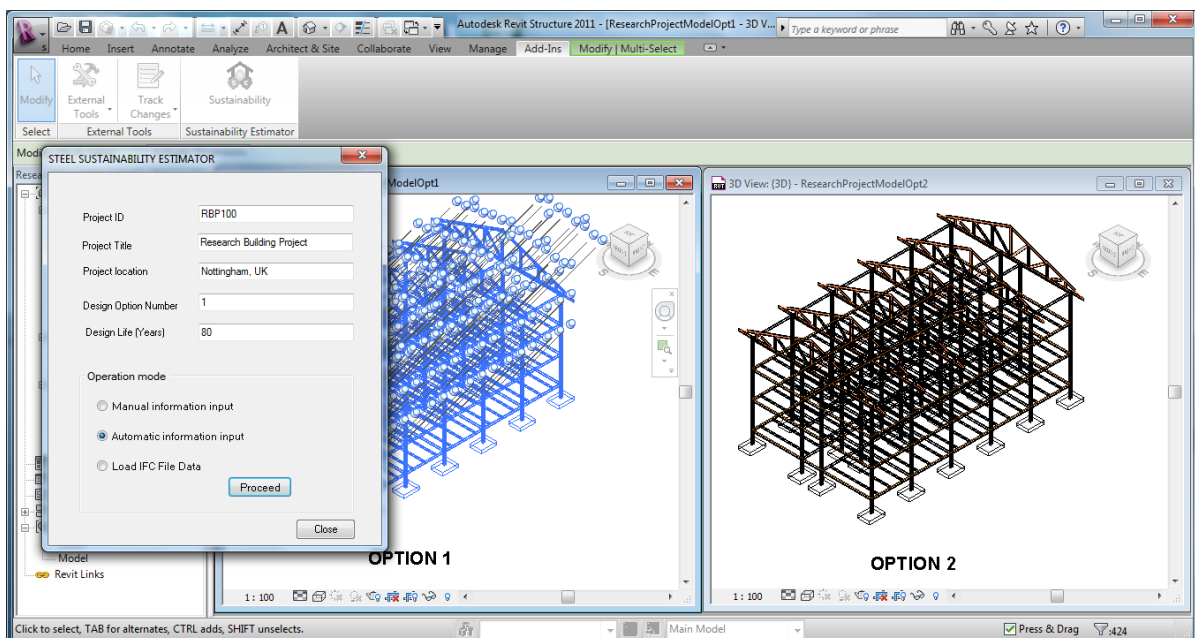 Autodesk Revit Structure 2011 - [ResearchProjectModelOpt1 - 3D V...
Type a keyword or phrase
Home Insert Annotate Analyze Architect & Site Collaborate View Manage Add-Ins Modify | Multi-Select
Modify
External Tools
Track Changes
Sustainability
Select External Tools Sustainability Estimator
Modi
STEEL SUSTAINABILITY ESTIMATOR
Resea
Project ID RBP100
Project Title Research Building Project
Project location Nottingham, UK
Design Option Number 1
Design Life (Years) 80
Operation mode
Manual information input
Automatic information input
Load IFC File Data
Proceed
Close
Model
Revit Links
ModelOpt1
OPTION 1
1 : 100
3D View: {3D} - ResearchProjectModelOpt2
OPTION 2
1 : 100
Click to select, TAB for alternates, CTRL adds, SHIFT unselects.
Main Model
Press & Drag
:424